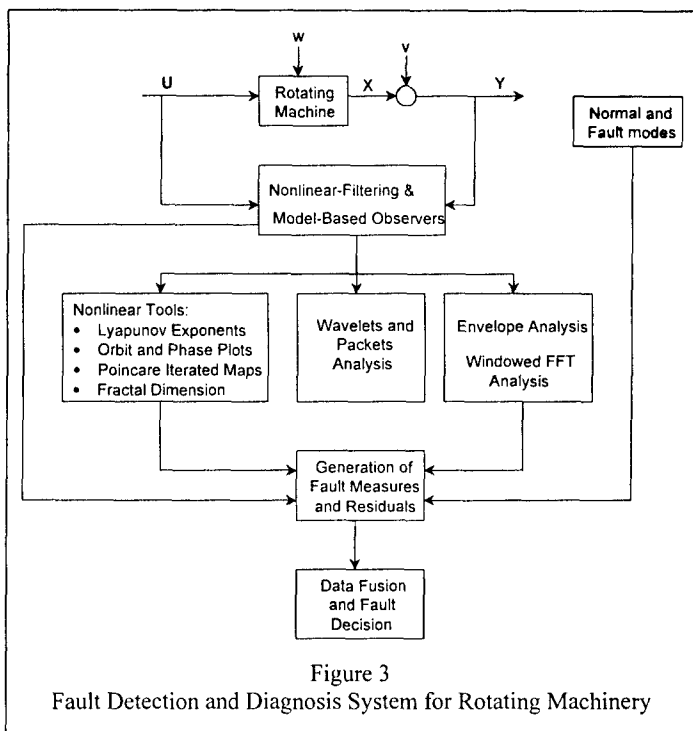 w
v
U
X
Y
Rotating
Machine
Normal and
Fault modes
Nonlinear-Filtering &
Model-Based Observers
Nonlinear Tools:
• Lyapunov Exponents
• Orbit and Phase Plots
• Poincare Iterated Maps
• Fractal Dimension
Wavelets and
Packets
Analysis
Envelope Analysis
Windowed FFT
Analysis
Generation of
Fault Measures
and Residuals
Data Fusion
and Fault
Decision
Figure 3
Fault Detection and Diagnosis System for Rotating Machinery